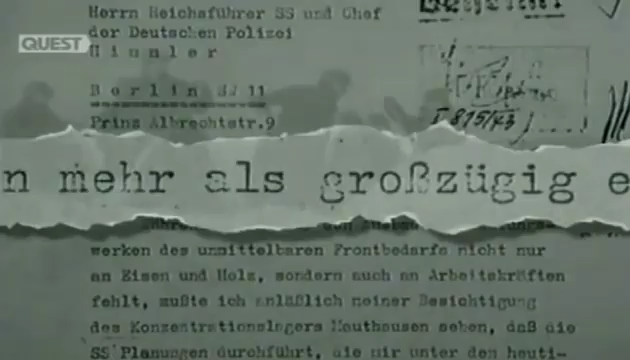 QUEST
Herrn Reichsführer SS und Chef
der Deutschen Polizei
H i m m l e r
B e r l i n SW 11
Prinz Albrechtstr.9
I 815/43
n mehr als großzügig e
werken des unmittelbaren Frontbedarfs nicht nur
an Eisen und Holz, sondern auch an Arbeitskräften
fehlt, mußte ich anläßlich meiner Besichtigung
des Konzentrationslagers Mauthausen sehen, daß die
SS Planungen durchführt, die mir unter den heuti-